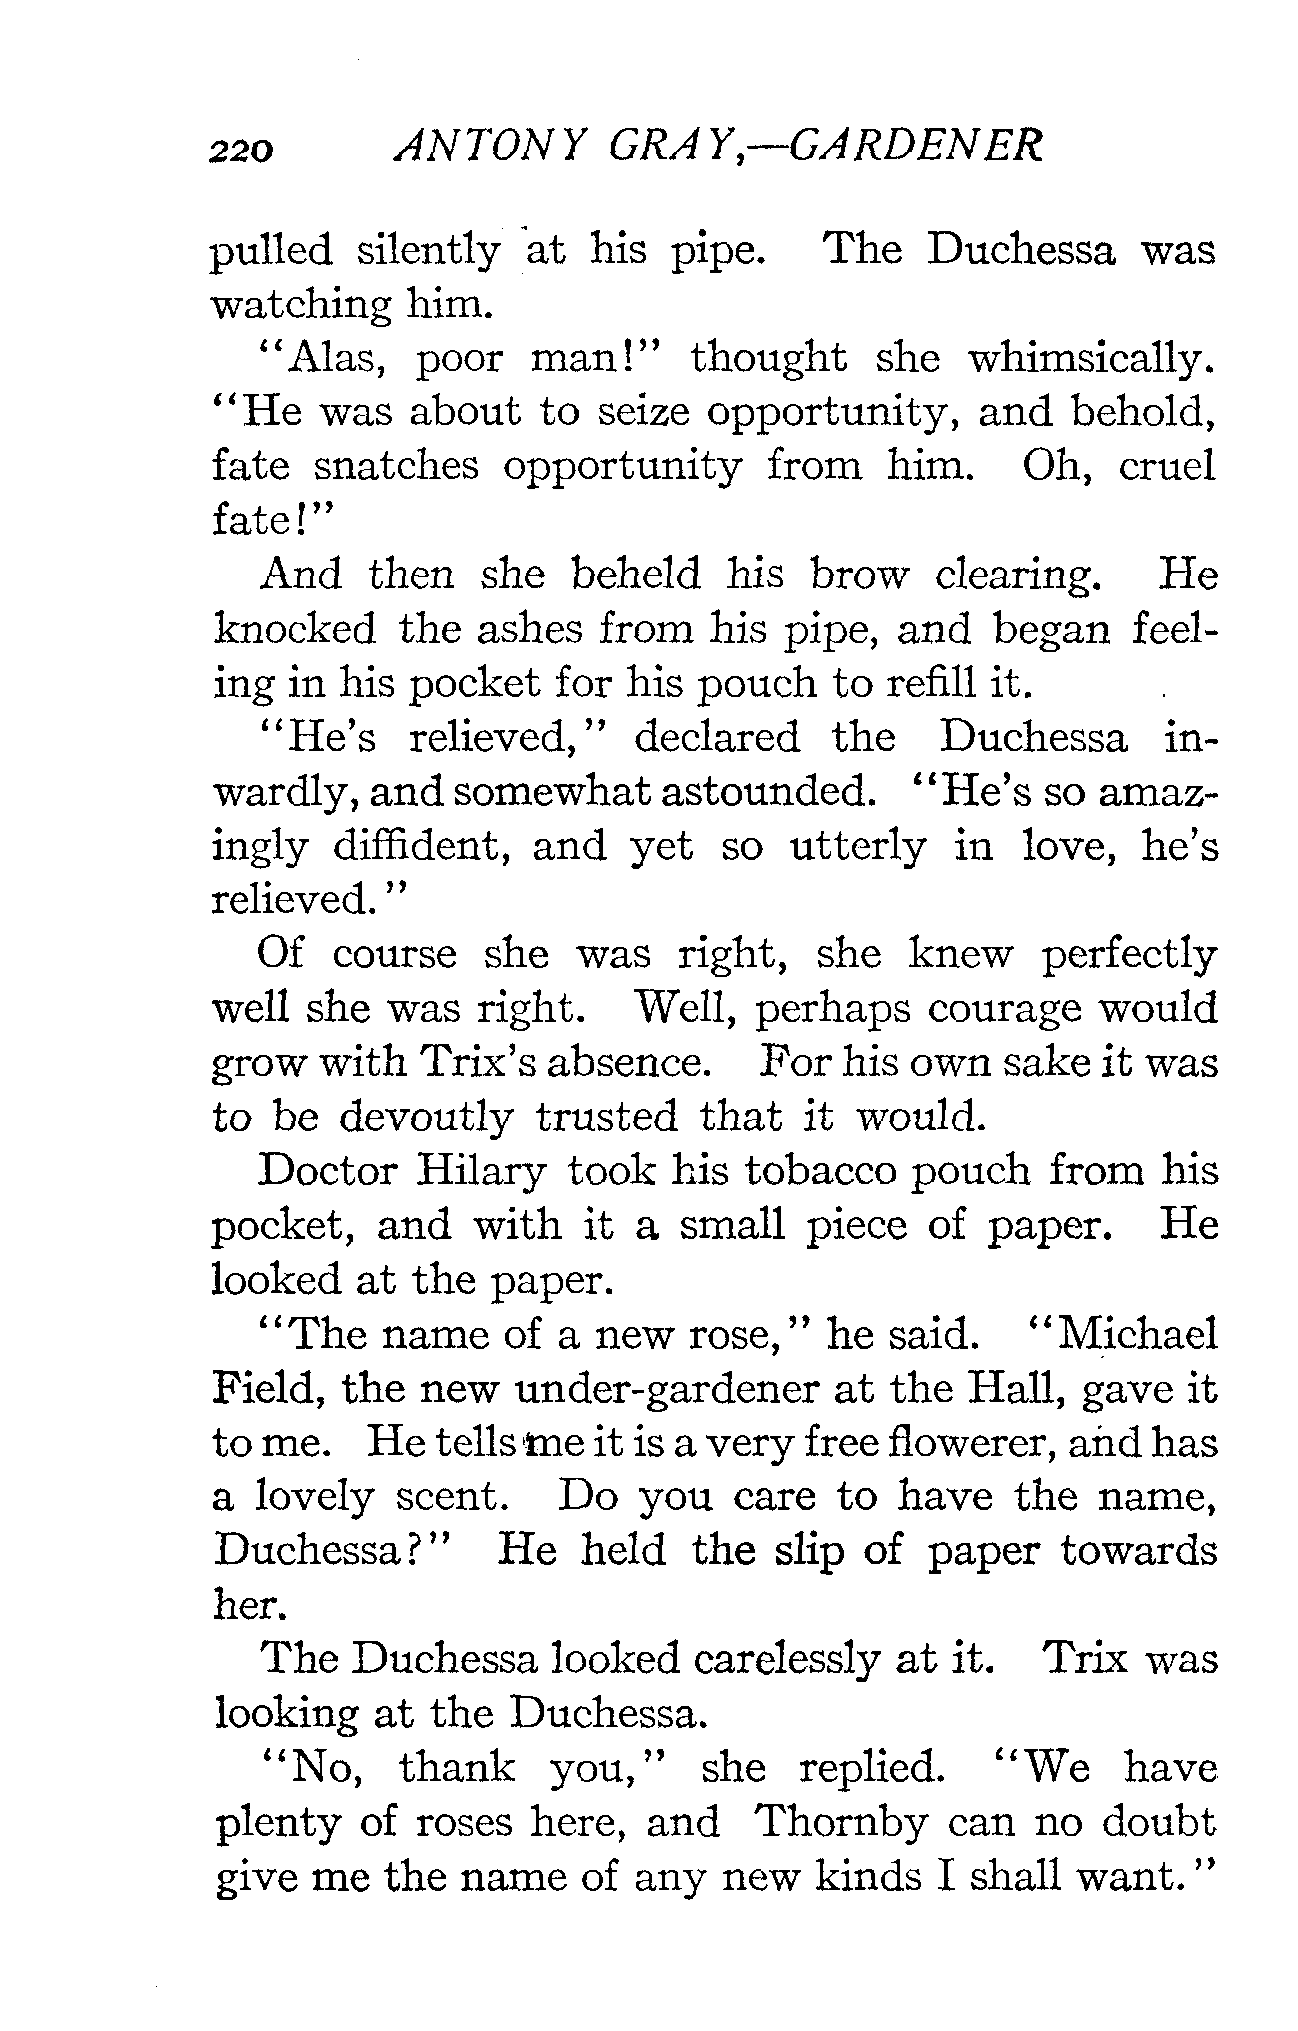 220 ANTONY GRAY,—GARDENER
pulled silently at his pipe. The Duchessa was
watching him.
"Alas, poor man!" thought she whimsically.
"He was about to seize opportunity, and behold,
fate snatches opportunity from him. Oh, cruel
fate!"
And then she beheld his brow clearing. He
knocked the ashes from his pipe, and began feel-
ing in his pocket for his pouch to refill it.
"He's relieved," declared the Duchessa in-
wardly, and somewhat astounded. "He's so amaz-
ingly diffident, and yet so utterly in love, he's
relieved."
Of course she was right, she knew perfectly
well she was right. Well, perhaps courage would
grow with Trix's absence. For his own sake it was
to be devoutly trusted that it would.
Doctor Hilary took his tobacco pouch from his
pocket, and with it a small piece of paper. He
looked at the paper.
"The name of a new rose," he said. "Michael
Field, the new under-gardener at the Hall, gave it
to me. He tells me it is a very free flowerer, and has
a lovely scent. Do you care to have the name,
Duchessa?" He held the slip of paper towards
her.
The Duchessa looked carelessly at it. Trix was
looking at the Duchessa.
"No, thank you," she replied. "We have
plenty of roses here, and Thornby can no doubt
give me the name of any new kinds I shall want."